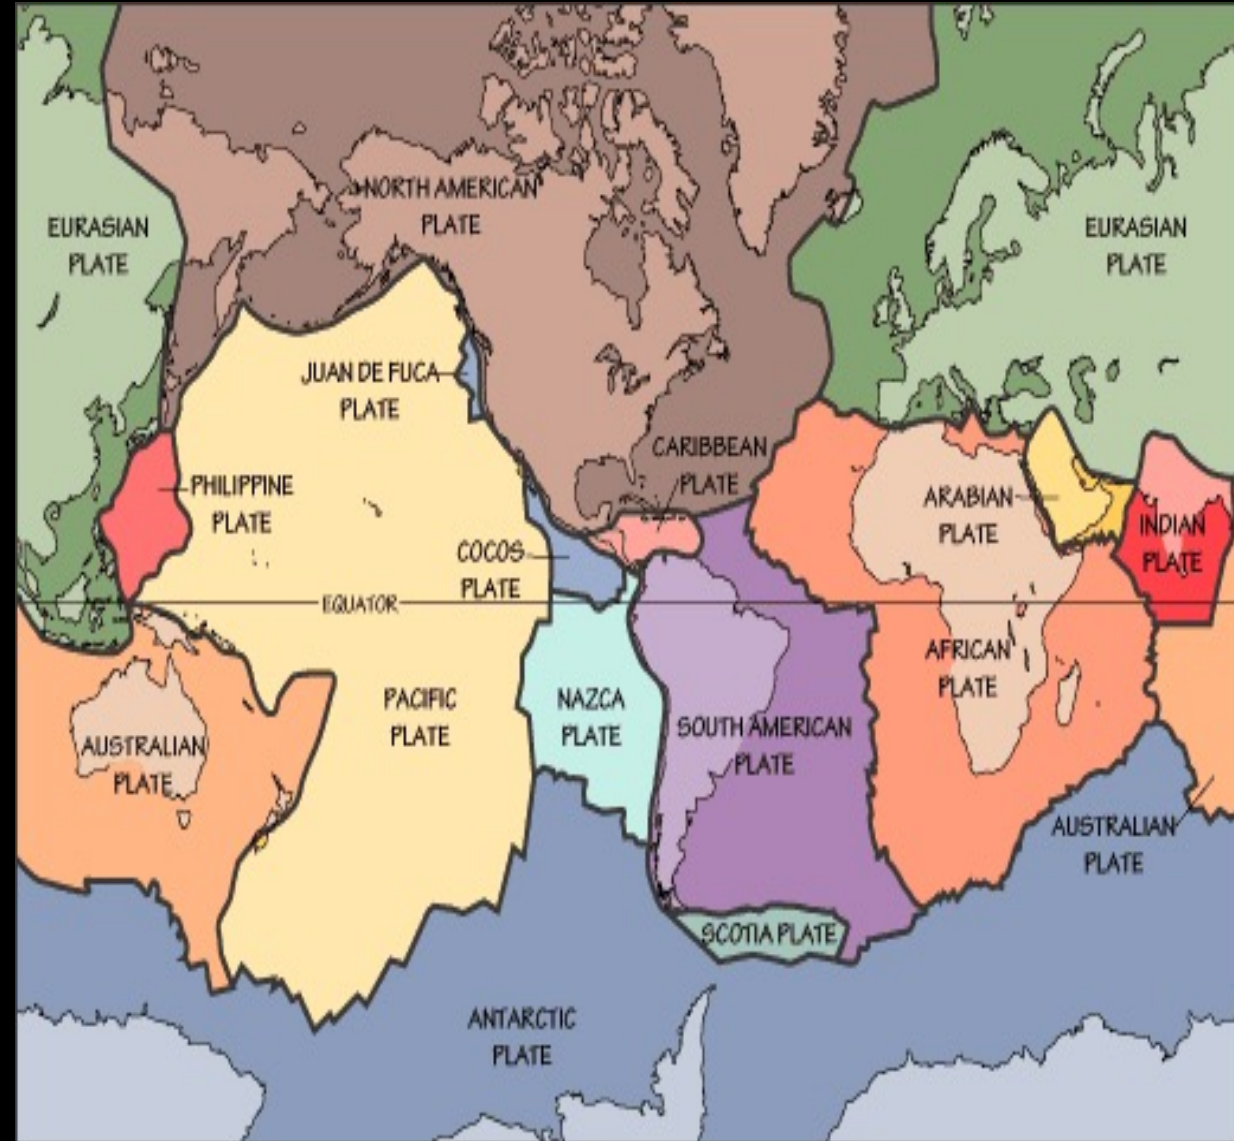 NORTH AMERICAN
PLATE
EURASIAN
PLATE
EURASIAN
PLATE
JUAN DE FUCA
PLATE
CARIBBEAN
PLATE
PHILIPPINE
PLATE
ARABIAN
PLATE
INDIAN
PLATE
COCOS
PLATE
EQUATOR
AFRICAN
PLATE
PACIFIC
PLATE
NAZCA
PLATE
SOUTH AMERICAN
PLATE
AUSTRALIAN
PLATE
AUSTRALIAN
PLATE
SCOTIA PLATE
ANTARCTIC
PLATE